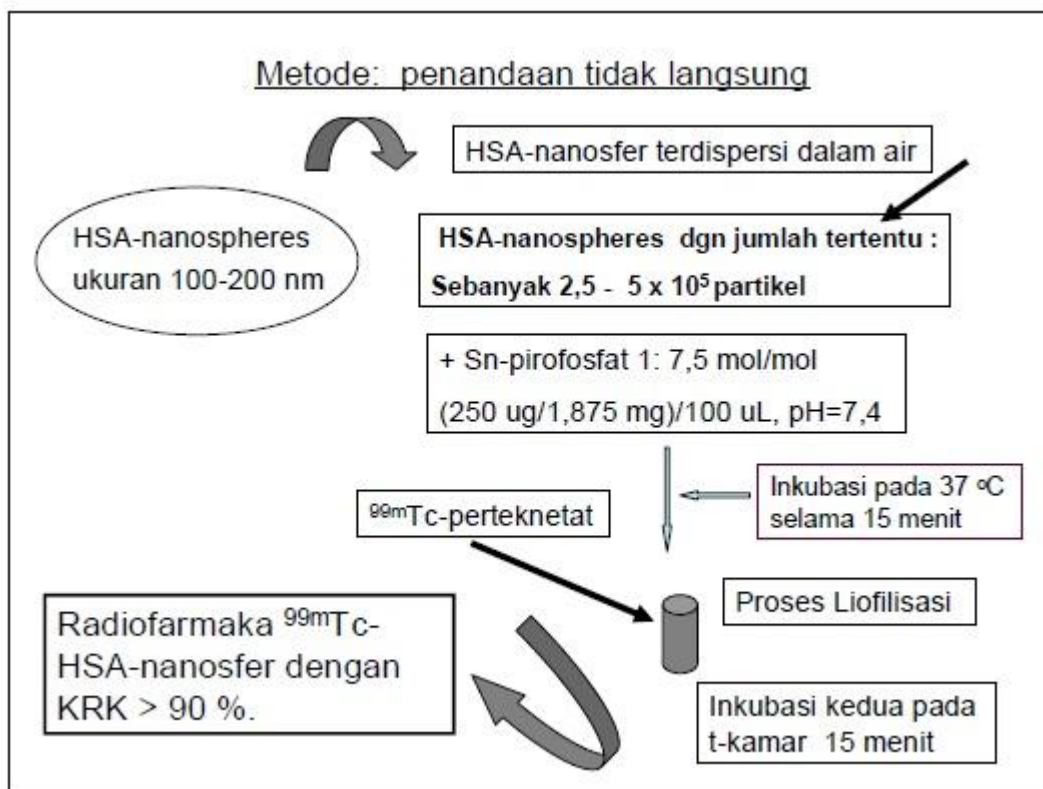 Metode: penandaan tidak langsung
HSA-nanosfer terdispersi dalam air
HSA-nanospheres
ukuran 100-200 nm
HSA-nanospheres dgn jumlah tertentu :
Sebanyak 2,5 - 5 x 10⁵ partikel
+ Sn-pirofosfat 1: 7,5 mol/mol
(250 ug/1,875 mg)/100 uL, pH=7,4
Inkubasi pada 37 ᵒC
selama 15 menit
⁹⁹ᵐTc-perteknetat
Proses Liofilisasi
Radiofarmaka ⁹⁹ᵐTc-
HSA-nanosfer dengan
KRK > 90 %.
Inkubasi kedua pada
t-kamar 15 menit